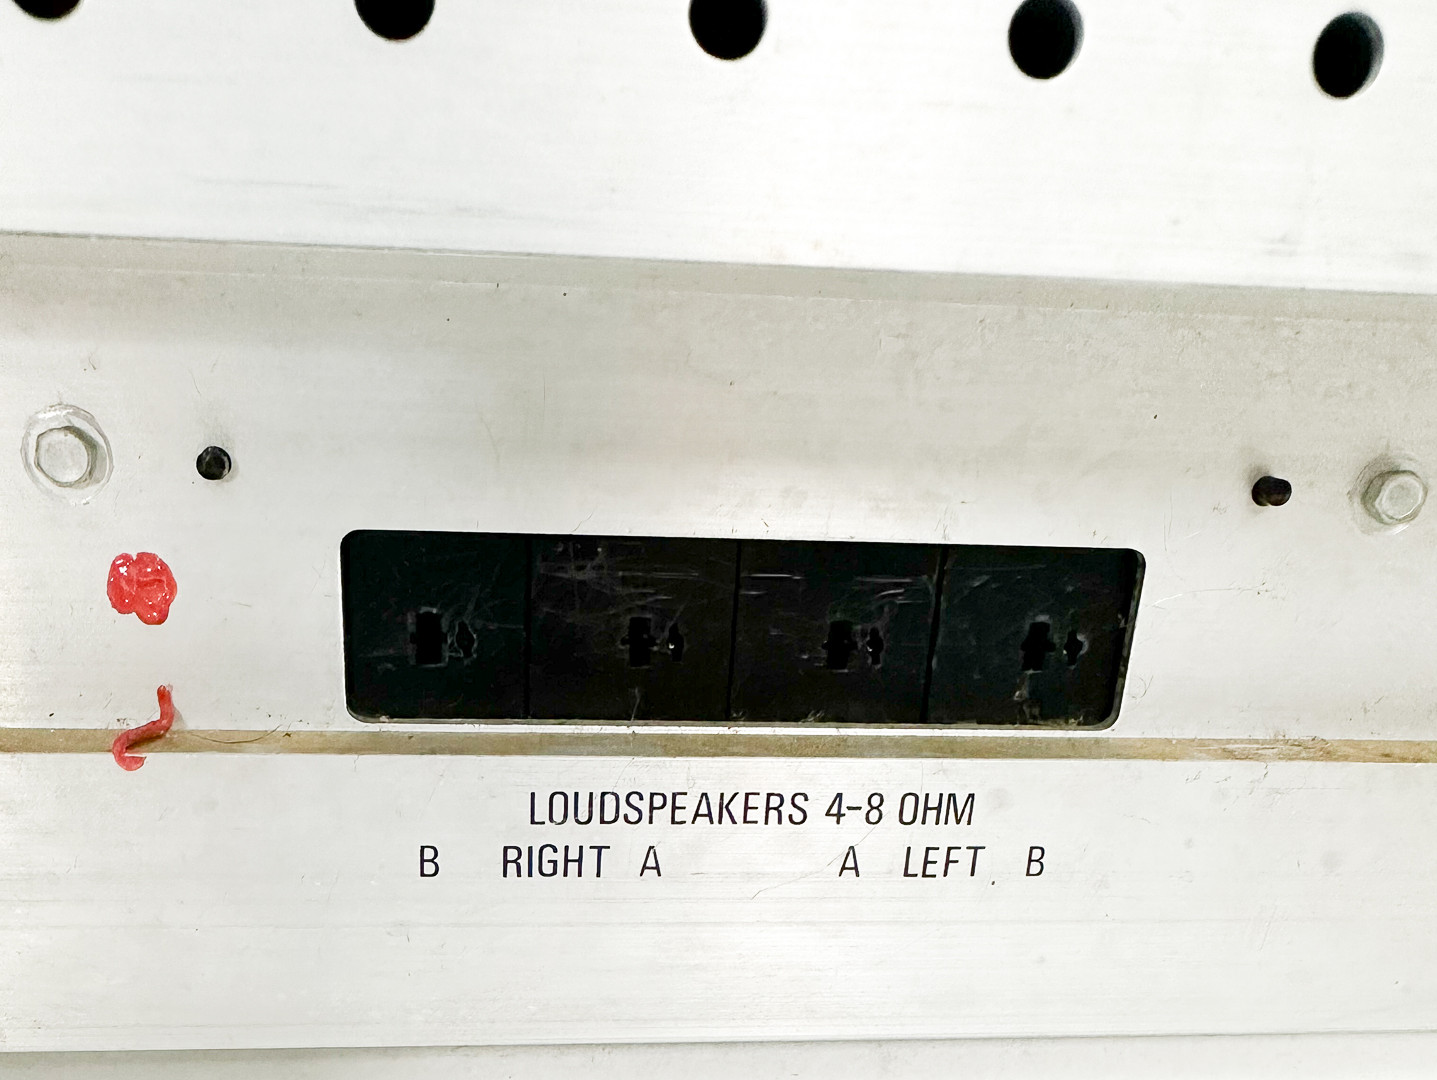 LOUDSPEAKERS 4-8 OHM
B RIGHT A A LEFT B